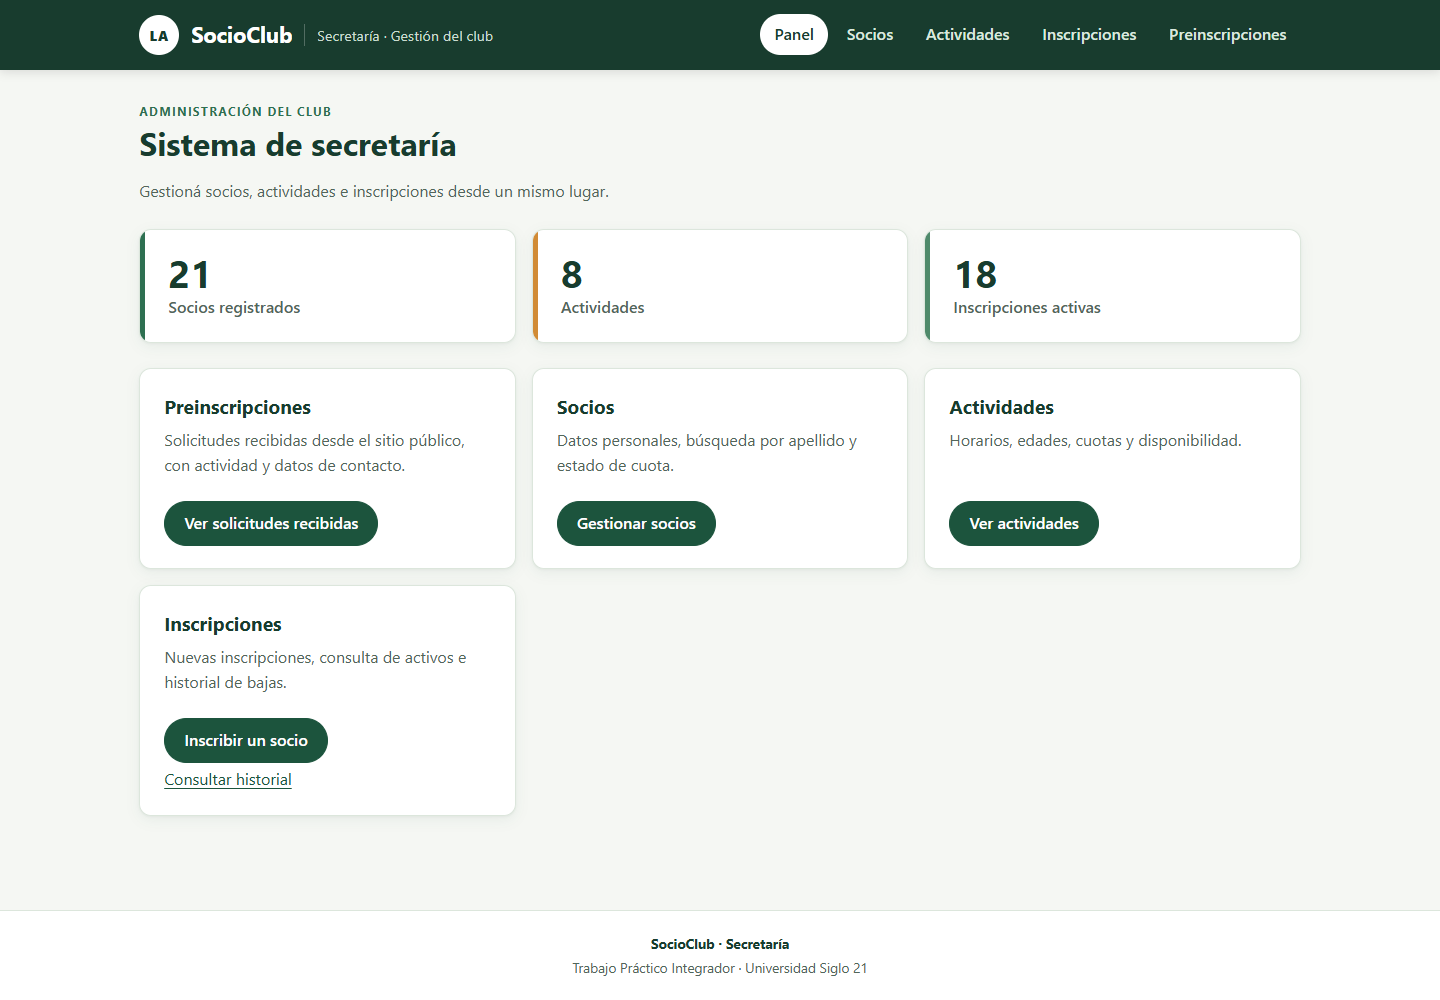 LA
SocioClub
Secretaría · Gestión del club
Panel
Socios
Actividades
Inscripciones
Preinscripciones
ADMINISTRACIÓN DEL CLUB
Sistema de secretaría
Gestioná socios, actividades e inscripciones desde un mismo lugar.
21
Socios registrados
8
Actividades
18
Inscripciones activas
Preinscripciones
Solicitudes recibidas desde el sitio público,
con actividad y datos de contacto.
Ver solicitudes recibidas
Socios
Datos personales, búsqueda por apellido y
estado de cuota.
Gestionar socios
Actividades
Horarios, edades, cuotas y disponibilidad.
Ver actividades
Inscripciones
Nuevas inscripciones, consulta de activos e
historial de bajas.
Inscribir un socio
Consultar historial
SocioClub · Secretaría
Trabajo Práctico Integrador · Universidad Siglo 21